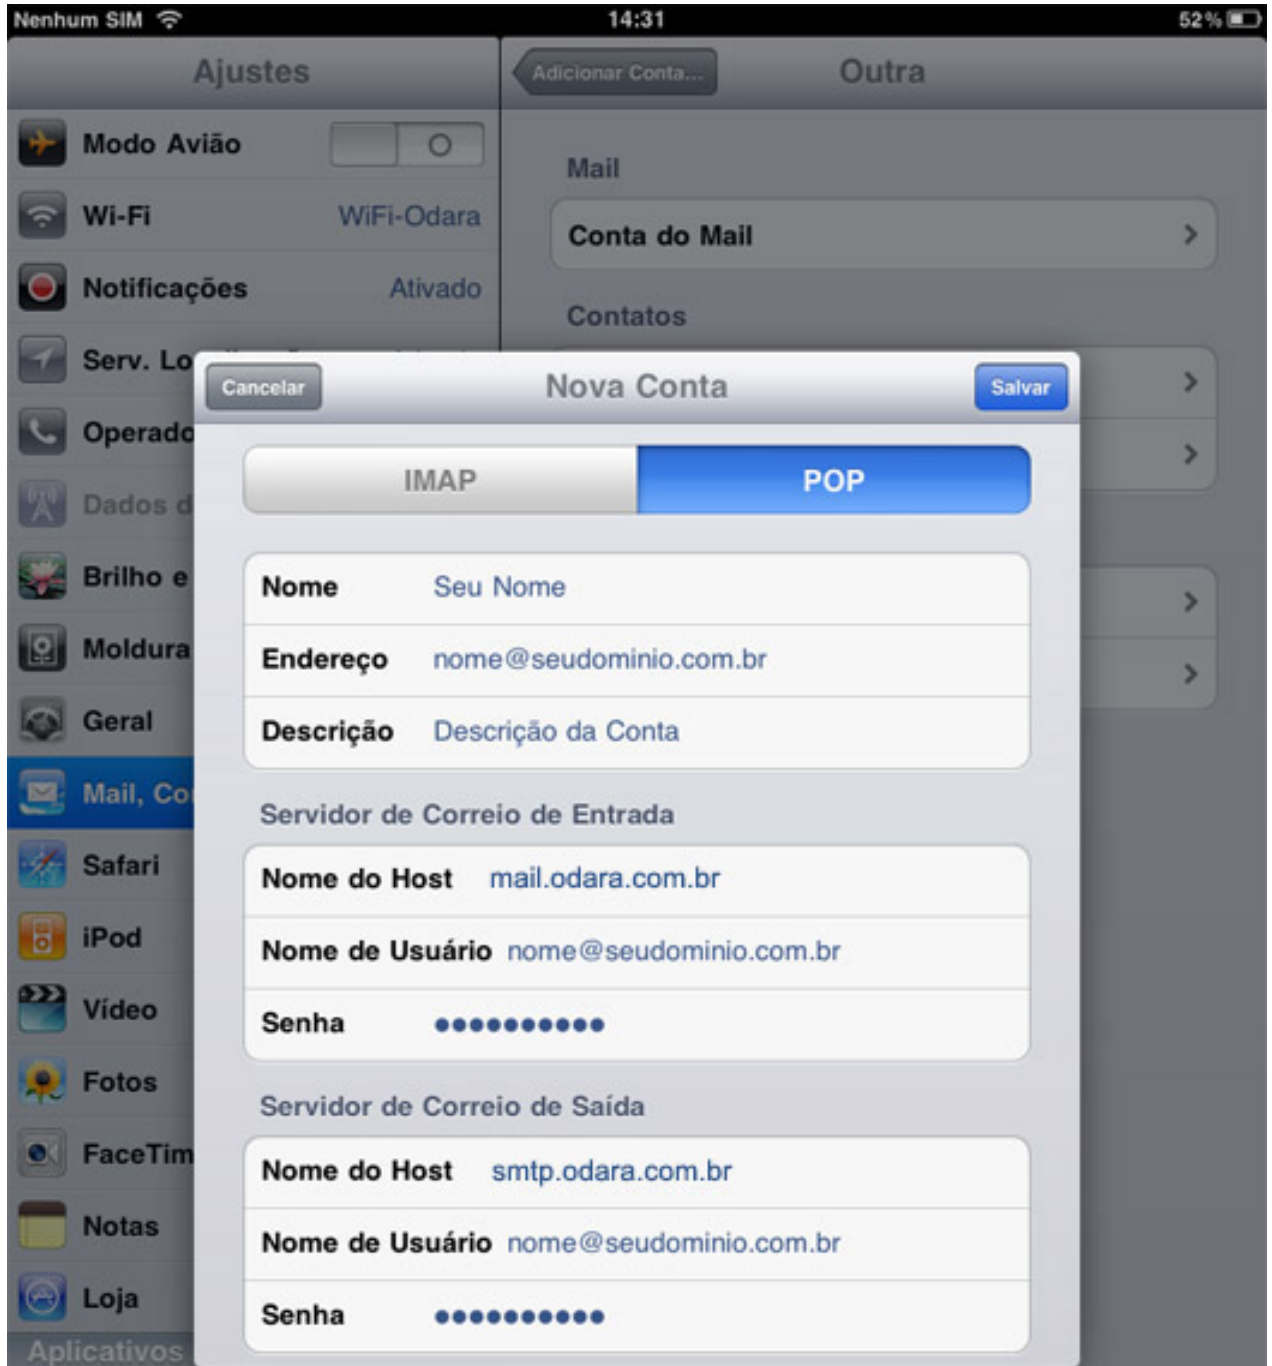 Nenhum SIM 14:31 52%
Ajustes
Modo Avião
Wi-Fi WiFi-Odara
Notificações Ativado
Serv.
Geral
Mail,
Safari
iPod
Vídeo
Fotos
Notas
Loja
Aplicativos
Adicionar Conta... Outra
Mail
Conta do Mail
Contatos
Cancelar Nova Conta Salvar
IMAP POP
Nome Seu Nome
Endereço nome@seudominio.com.br
Descrição Descrição da Conta
Servidor de Correio de Entrada
Nome do Host mail.odara.com.br
Nome de Usuário nome@seudominio.com.br
Senha ●●●●●●●●●●
Servidor de Correio de Saída
Nome do Host smtp.odara.com.br
Nome de Usuário nome@seudominio.com.br
Senha ●●●●●●●●●●